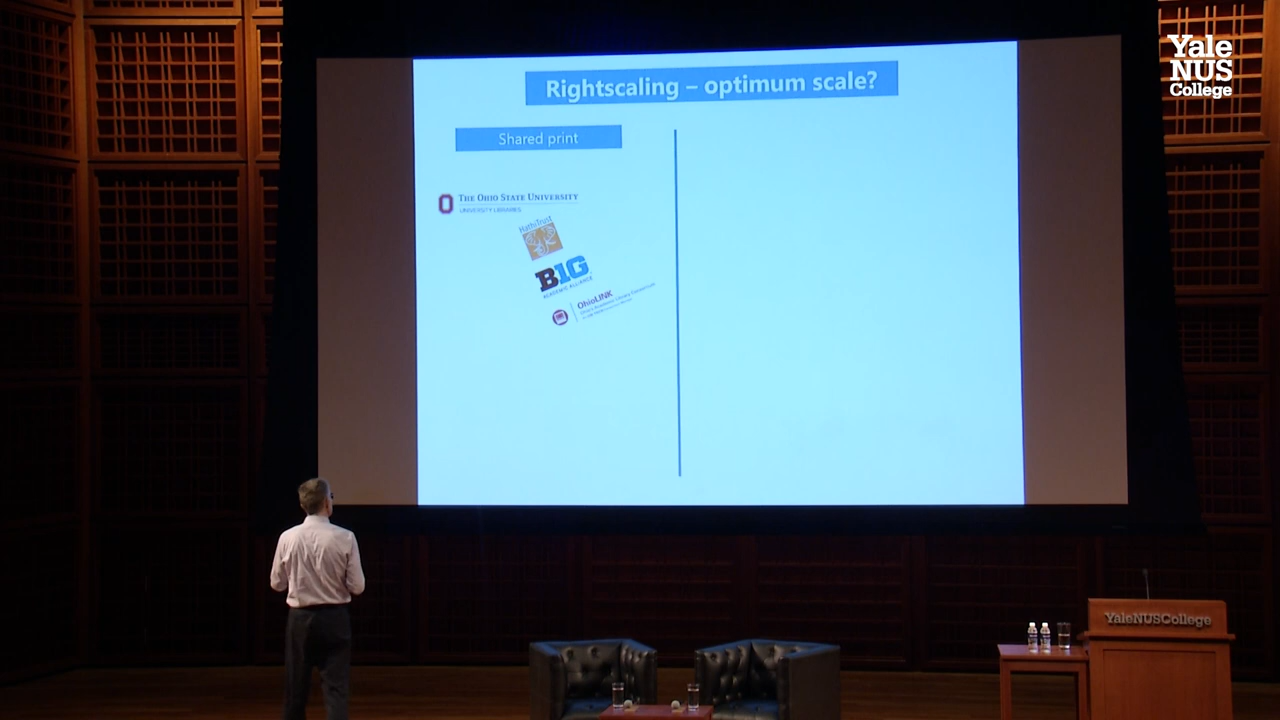 Yale
NUS
College
Rightscaling – optimum scale?
Shared print
THE OHIO STATE UNIVERSITY
UNIVERSITY LIBRARIES
HathiTrust
B1G
ACADEMIC ALLIANCE
OhioLINK
YaleNUSCollege